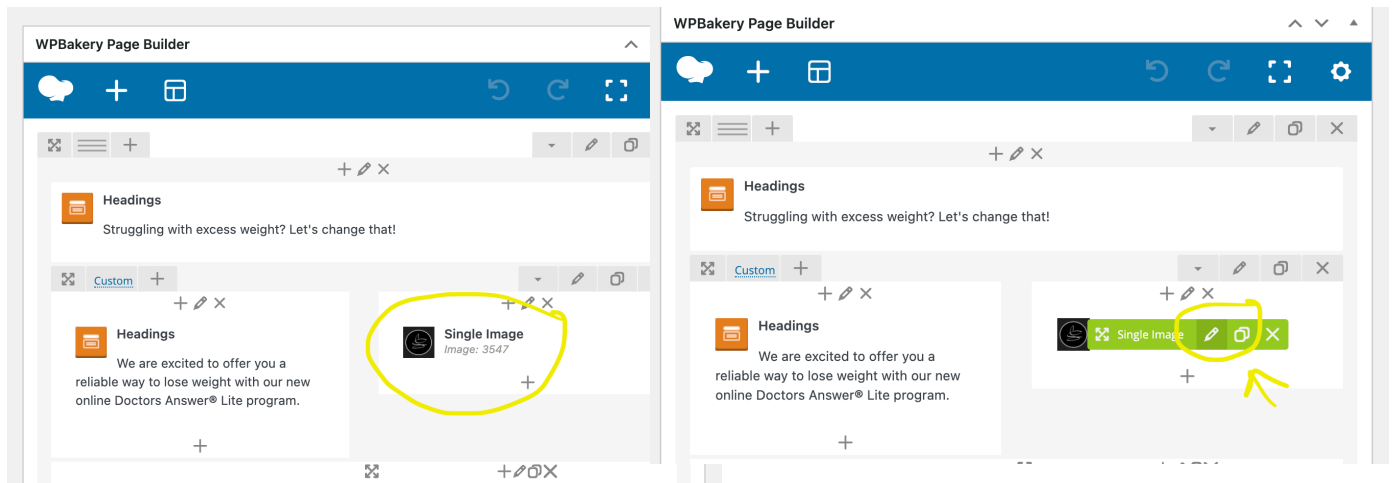 WPBakery Page Builder
Headings
Struggling with excess weight? Let's change that!
Custom
Headings
We are excited to offer you a
reliable way to lose weight with our new
online Doctors Answer® Lite program.
Single Image
Image: 3547
WPBakery Page Builder
Headings
Struggling with excess weight? Let's change that!
Custom
Headings
We are excited to offer you a
reliable way to lose weight with our new
online Doctors Answer® Lite program.
Single Image